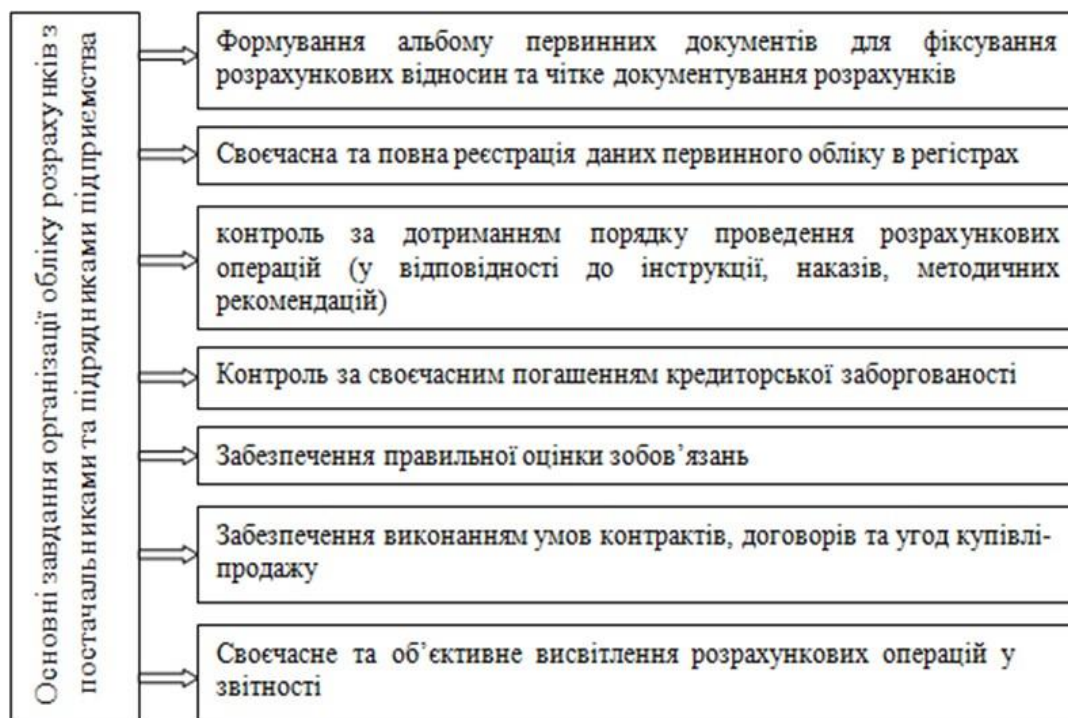 Основні завдання організації обліку розрахунків з
постачальниками та підрядниками підприємства
Формування альбому первинних документів для фіксування
розрахункових відносин та чітке документування розрахунків
Своєчасна та повна реєстрація даних первинного обліку в регістрах
контроль за дотриманням порядку проведення розрахункових
операцій (у відповідності до інструкції, наказів, методичних
рекомендацій)
Контроль за своєчасним погашенням кредиторської заборгованості
Забезпечення правильної оцінки зобов’язань
Забезпечення виконанням умов контрактів, договорів та угод купівлі-
продажу
Своєчасне та об’єктивне висвітлення розрахункових операцій у
звітності